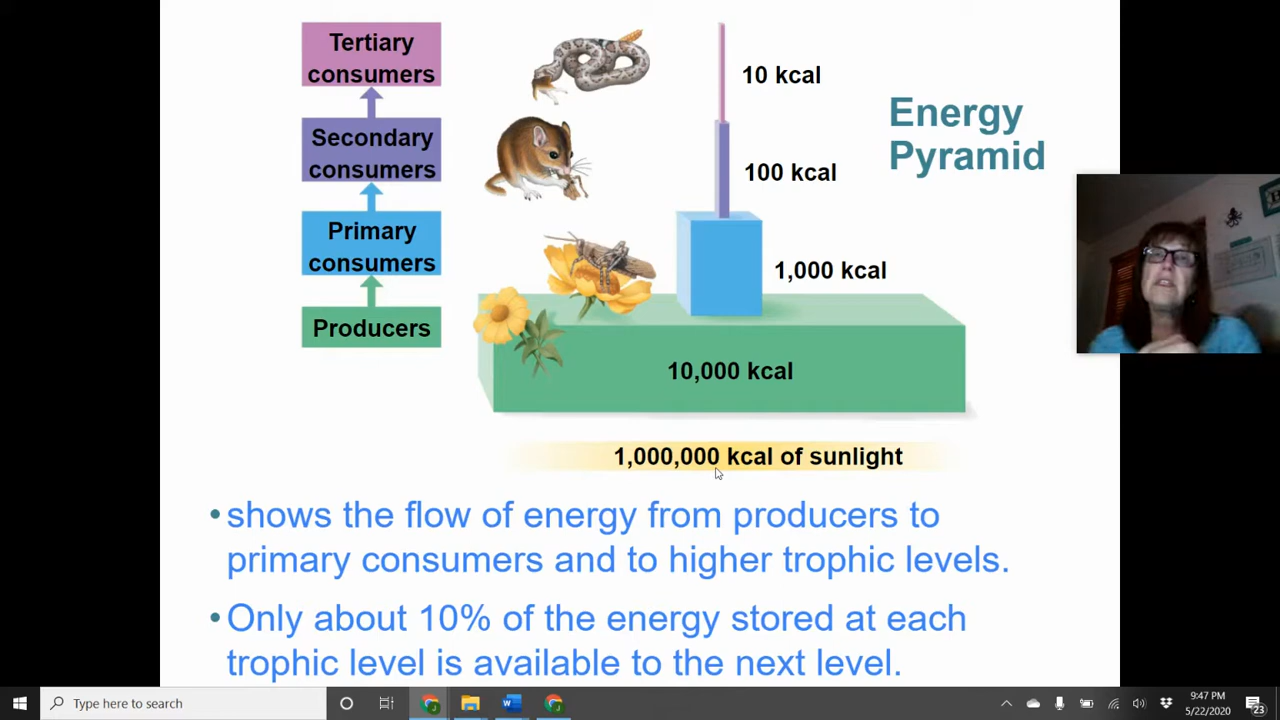 Tertiary
consumers
10 kcal
Energy
Pyramid
Secondary
consumers
100 kcal
Primary
consumers
1,000 kcal
Producers
10,000 kcal
1,000,000 kcal of sunlight
•shows the flow of energy from producers to
primary consumers and to higher trophic levels.
•Only about 10% of the energy stored at each
trophic level is available to the next level.
Type here to search
9:47 PM
5/22/2020
23